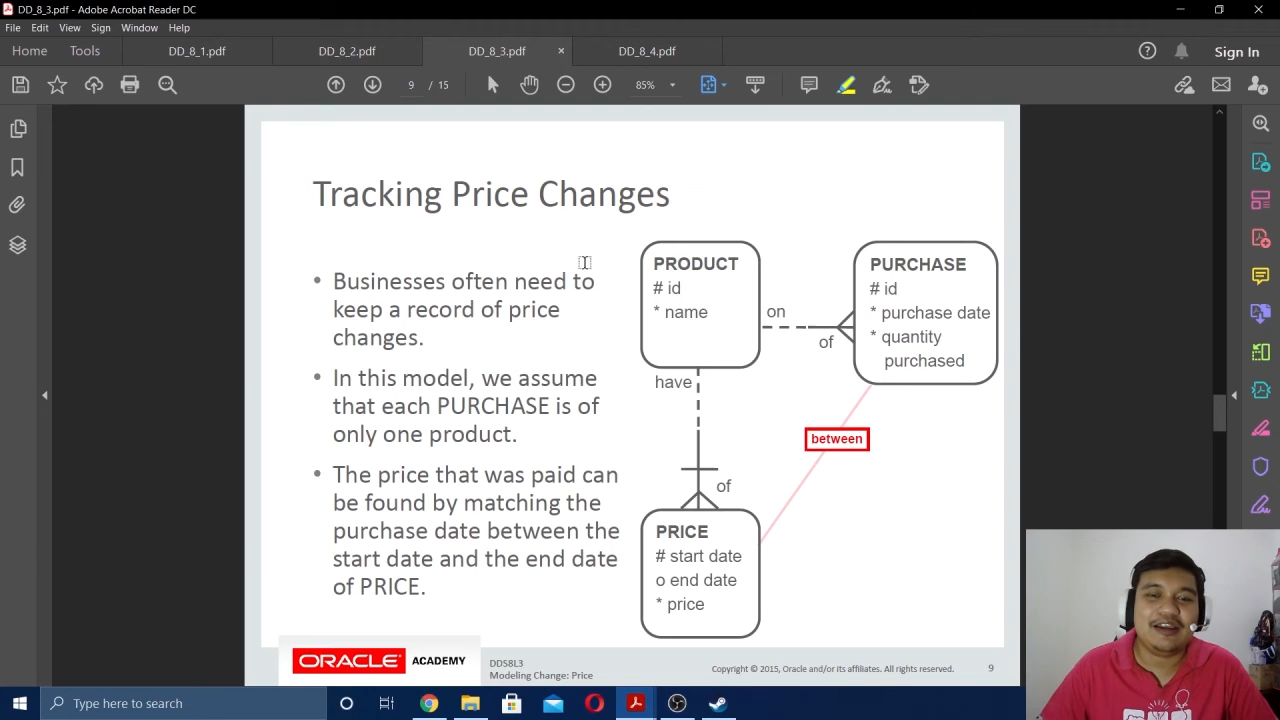 DD_8_3.pdf - Adobe Acrobat Reader DC
File Edit View Sign Window Help
Home Tools DD_8_1.pdf DD_8_2.pdf DD_8_3.pdf × DD_8_4.pdf Sign In
9 / 15 85%
Tracking Price Changes
• Businesses often need to
keep a record of price
changes.
• In this model, we assume
that each PURCHASE is of
only one product.
• The price that was paid can
be found by matching the
purchase date between the
start date and the end date
of PRICE.
PRODUCT
# id
* name
on
of
PURCHASE
# id
* purchase date
* quantity
purchased
have
of
between
PRICE
# start date
o end date
* price
ORACLE ACADEMY
DDS8L3
Modeling Change: Price
Copyright © 2015, Oracle and/or its affiliates. All rights reserved.
9
Type here to search